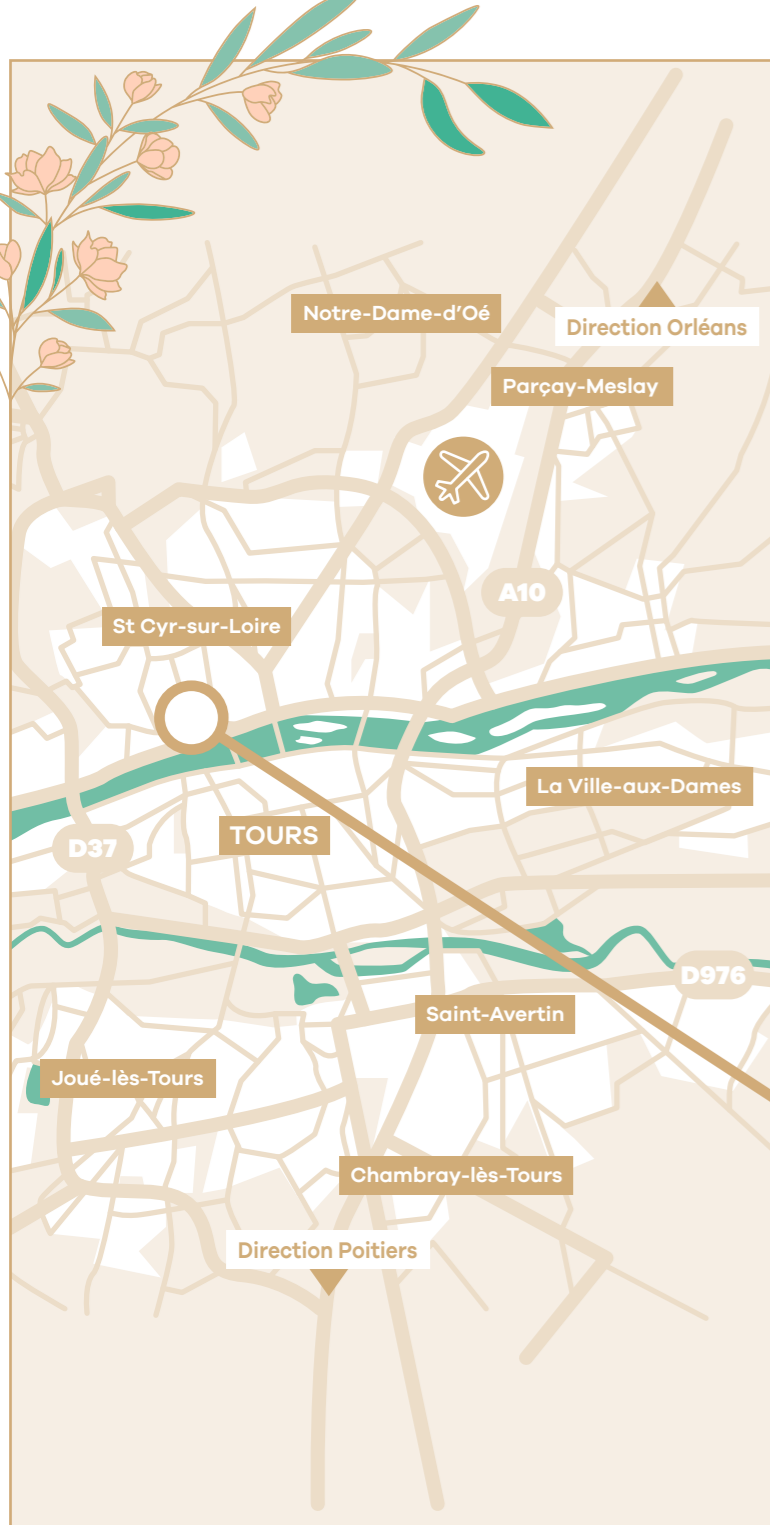 Notre-Dame-d'Oé
Direction Orléans
Parçay-Meslay
A10
St Cyr-sur-Loire
La Ville-aux-Dames
TOURS
D37
D976
Saint-Avertin
Joué-lès-Tours
Chambray-lès-Tours
Direction Poitiers